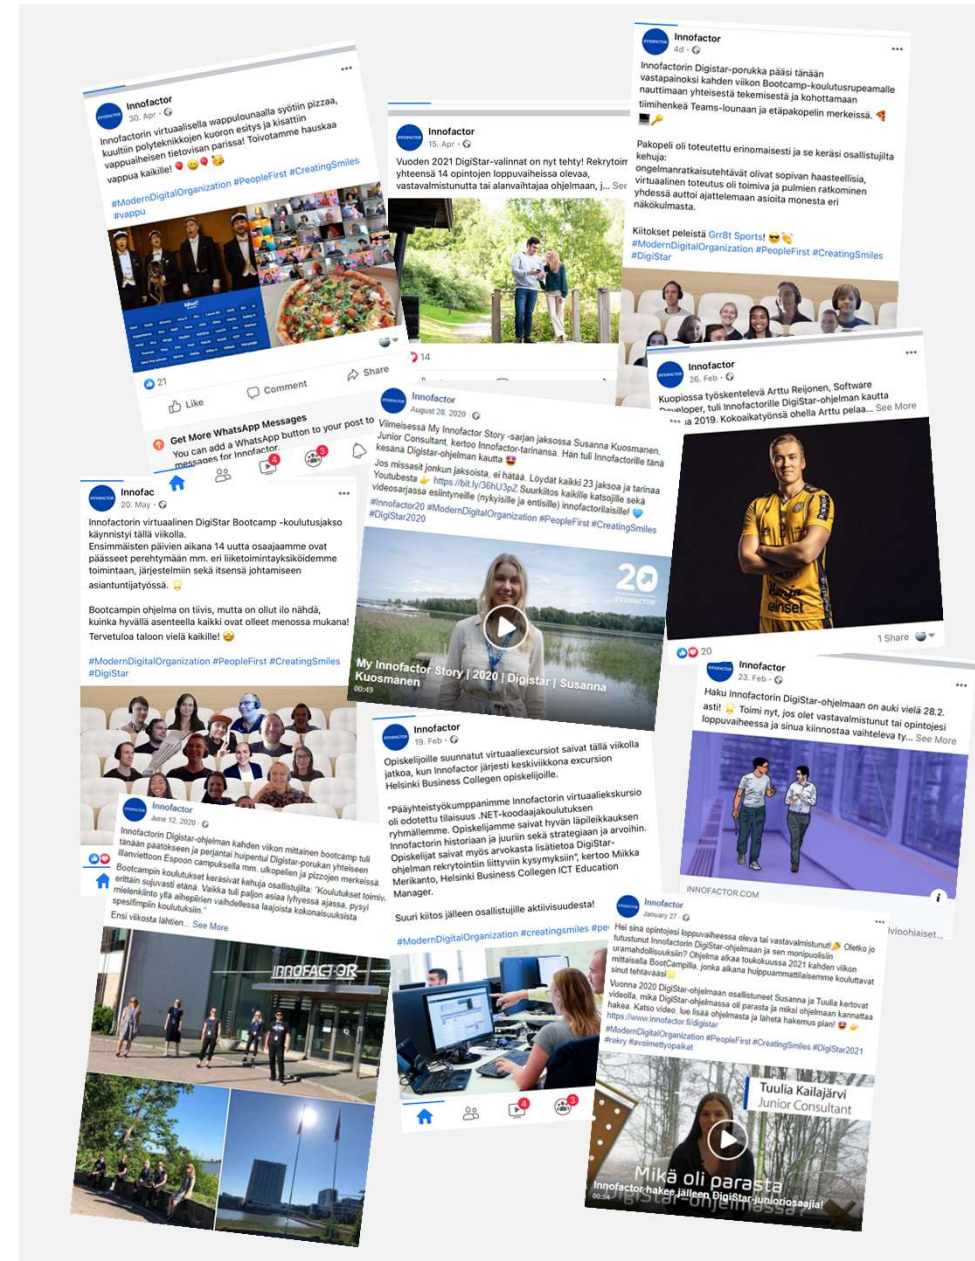 Innofactor
30. Apr ·
Innofactorin virtuaalisella wappulounaalla syötiin pizzaa,
kuultiin polyteknikkojen kuoron esitys ja kisattiin
vappuaiheisen tietovisan parissa! Toivotamme hauskaa
vappua kaikille!
#ModernDigitalOrganization #PeopleFirst #CreatingSmiles
#vappu
21
Like
Comment
Share
Get More WhatsApp Messages
You can add a WhatsApp button to your post to
messages for Innofactor.
4
3
Innofactor
15. Apr ·
Vuoden 2021 DigiStar-valinnat on nyt tehty! Rekrytoim
yhteensä 14 opintojen loppuvaiheissa olevaa,
vastavalmistunutta tai alanvaihtajaa ohjelmaan, j... See
14
Innofactor
4d ·
Innofactorin Digistar-porukka pääsi tänään
vastapainoksi kahden viikon Bootcamp-koulutusrupeamalle
nauttimaan yhteisestä tekemisestä ja kohottamaan
tiimihenkeä Teams-lounaan ja etäpakopelin merkeissä.
Pakopeli oli toteutettu erinomaisesti ja se keräsi osallistujilta
kehuja:
ongelmanratkaisutehtävät olivat sopivan haasteellisia,
virtuaalinen toteutus oli toimiva ja pulmien ratkominen
yhdessä auttoi ajattelemaan asioita monesta eri
näkökulmasta.
Kiitokset peleistä Grr8t Sports!
#ModernDigitalOrganization #PeopleFirst #CreatingSmiles
#DigiStar
Innofactor
26. Feb ·
Kuopiossa työskentelevä Arttu Reijonen, Software
Developer, tuli Innofactorille DigiStar-ohjelman kautta
na 2019. Kokoaikatyönsä ohella Arttu pelaa... See More
rainset
20
1 Share
Innofactor
August 28, 2020 ·
Viimeisessä My Innofactor Story -sarjan jaksossa Susanna Kuosmanen,
Junior Consultant, kertoo Innofactor-tarinansa. Hän tuli Innofactorille tänä
kesänä Digistar-ohjelman kautta
Jos missasit jonkun jaksoista, ei hätää. Löydät kaikki 23 jaksoa ja tarinaa
Youtubesta https://bit.ly/36hU3pZ Suurkiitos kaikille katsojille sekä
videosarjassa esiintyneille (nykyisille ja entisille) innofactorilaisille!
#Innofactor20 #ModernDigitalOrganization #PeopleFirst #CreatingSmiles
#DigiStar2020
20
INNOFACTOR
My Innofactor Story | 2020 | Digistar | Susanna
Kuosmanen
00:49
Innofac
20. May ·
Innofactorin virtuaalinen DigiStar Bootcamp -koulutusjakso
käynnistyi tällä viikolla.
Ensimmäisten päivien aikana 14 uutta osaajaamme ovat
päässeet perehtymään mm. eri liiketoimintayksiköidemme
toimintaan, järjestelmiin sekä itsensä johtamiseen
asiantuntijatyössä.
Bootcampin ohjelma on tiivis, mutta on ollut ilo nähdä,
kuinka hyvällä asenteella kaikki ovat olleet menossa mukana!
Tervetuloa taloon vielä kaikille!
#ModernDigitalOrganization #PeopleFirst #CreatingSmiles
#DigiStar
Innofactor
23. Feb ·
Haku Innofactorin DigiStar-ohjelmaan on auki vielä 28.2.
asti! Toimi nyt, jos olet vastavalmistunut tai opintojesi
loppuvaiheessa ja sinua kiinnostaa vaihteleva ty... See More
INNOFACTOR.COM
Innofactor
19. Feb ·
Opiskelijoille suunnatut virtuaaliexcursiot saivat tällä viikolla
jatkoa, kun Innofactor järjesti keskiviikkona excursion
Helsinki Business Collegen opiskelijoille.
"Pääyhteistyökumppanimme Innofactorin virtuaaliekskursio
oli odotettu tilaisuus .NET-koodaajakoulutuksen
ryhmällemme. Opiskelijamme saivat hyvän läpileikkauksen
Innofactorin historiaan ja juuriin sekä strategiaan ja arvoihin.
Opiskelijat saivat myös arvokasta lisätietoa DigiStar-
ohjelman rekrytointiin liittyviin kysymyksiin", kertoo Miikka
Merikanto, Helsinki Business Collegen ICT Education
Manager.
Suuri kiitos jälleen osallistujille aktiivisuudesta!
#ModernDigitalOrganization #creatingsmiles #peo
4
3
Innofactor
June 12, 2020 ·
Innofactorin Digistar-ohjelman kahden viikon mittainen bootcamp tuli
tänään päätökseen ja perjantai huipentui Digistar-porukan yhteiseen
illanviettoon Espoon campuksella mm. ulkopelien ja pizzojen merkeissä.
Bootcampin koulutukset keräsivät kehuja osallistujilta: "Koulutukset toimiva
erittäin sujuvasti etänä. Vaikka tuli paljon asiaa lyhyessä ajassa, pysyi
mielenkiinto yllä aihepiirien vaihdellessa laajoista kokonaisuuksista
spesifimpiin koulutuksiin."
Ensi viikosta lähtien... See More
INNOFACTOR
Innofactor
January 27 ·
Hei sinä opintojesi loppuvaiheessa oleva tai vastavalmistunut! Oletko jo
tutustunut Innofactorin DigiStar-ohjelmaan ja sen monipuolisiin
uramahdollisuuksiin? Ohjelma alkaa toukokuussa 2021 kahden viikon
mittaisella BootCampilla, jonka aikana huippuammattilaisemme kouluttavat
sinut tehtävääsi
Vuonna 2020 DigiStar-ohjelmaan osallistuneet Susanna ja Tuulia kertovat
videolla, mikä DigiStar-ohjelmassa oli parasta ja miksi ohjelmaan kannattaa
hakea. Katso video, lue lisää ohjelmasta ja lähetä hakemus pian!
https://www.innofactor.fi/digistar
#ModernDigitalOrganization #PeopleFirst #CreatingSmiles #DigiStar2021
#rekry #avoimettyopaikat
Tuulia Kailajärvi
Junior Consultant
Mikä oli parasta
DigiStar-ohjelmassa?
Innofactor hakee jälleen DigiStar-junioriosaajia!
00:54